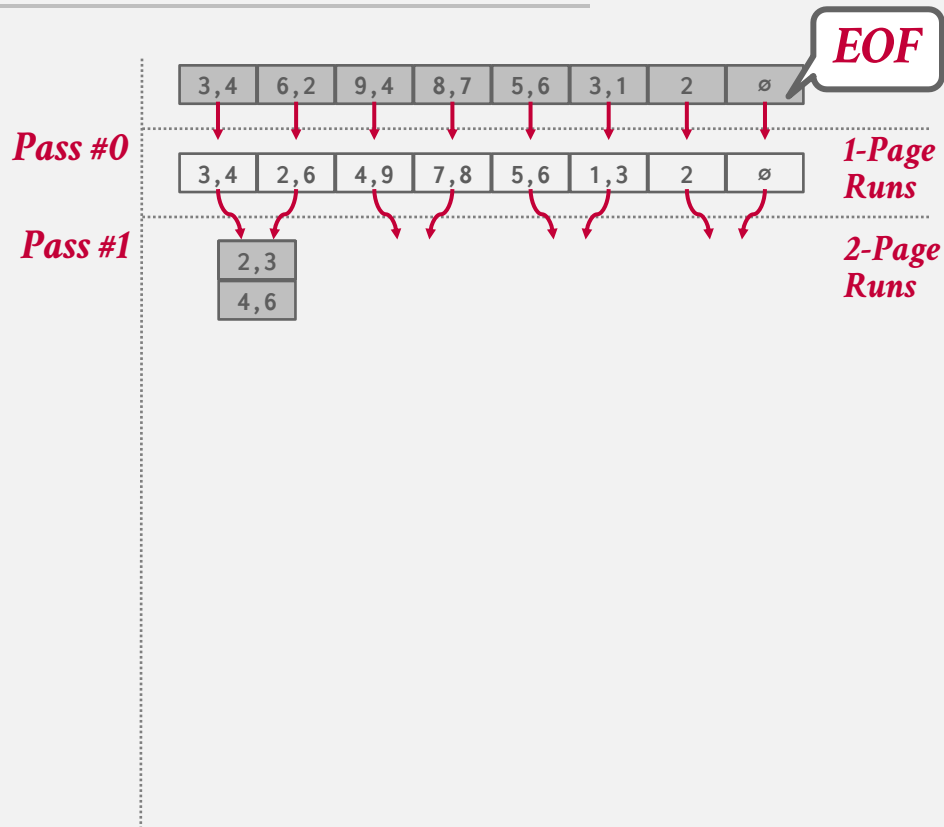 EOF
3,4 6,2 9,4 8,7 5,6 3,1 2 ∅
Pass #0
3,4 2,6 4,9 7,8 5,6 1,3 2 ∅
1-Page
Runs
Pass #1
2,3
4,6
2-Page
Runs